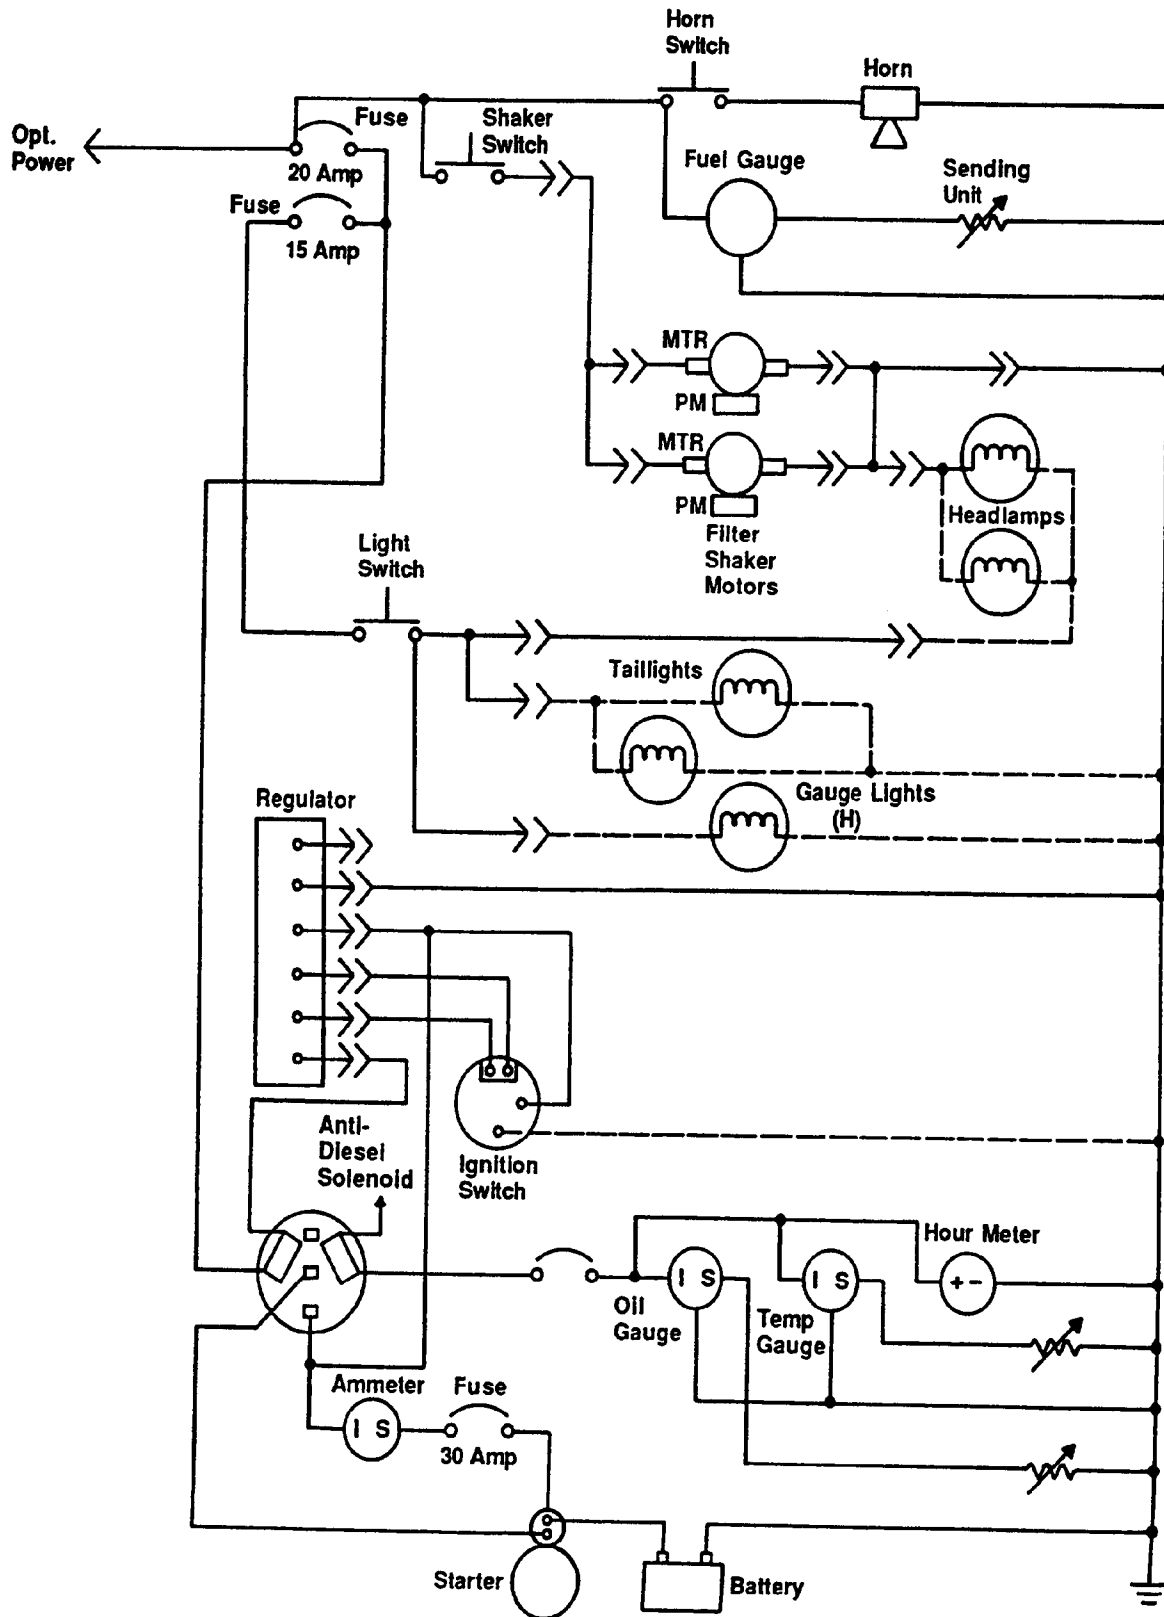 Horn
Switch
Horn
Opt.
Power
Fuse
Shaker
Switch
20 Amp
Fuse
15 Amp
Fuel Gauge
Sending
Unit
MTR
PM
MTR
PM
Filter
Shaker
Motors
Headlamps
Light
Switch
Taillights
Gauge Lights
(H)
Regulator
Anti-
Diesel
Solenoid
Ignition
Switch
Hour Meter
+ -
I S
I S
Oil
Gauge
Temp
Gauge
Ammeter
Fuse
I S
30 Amp
Starter
Battery